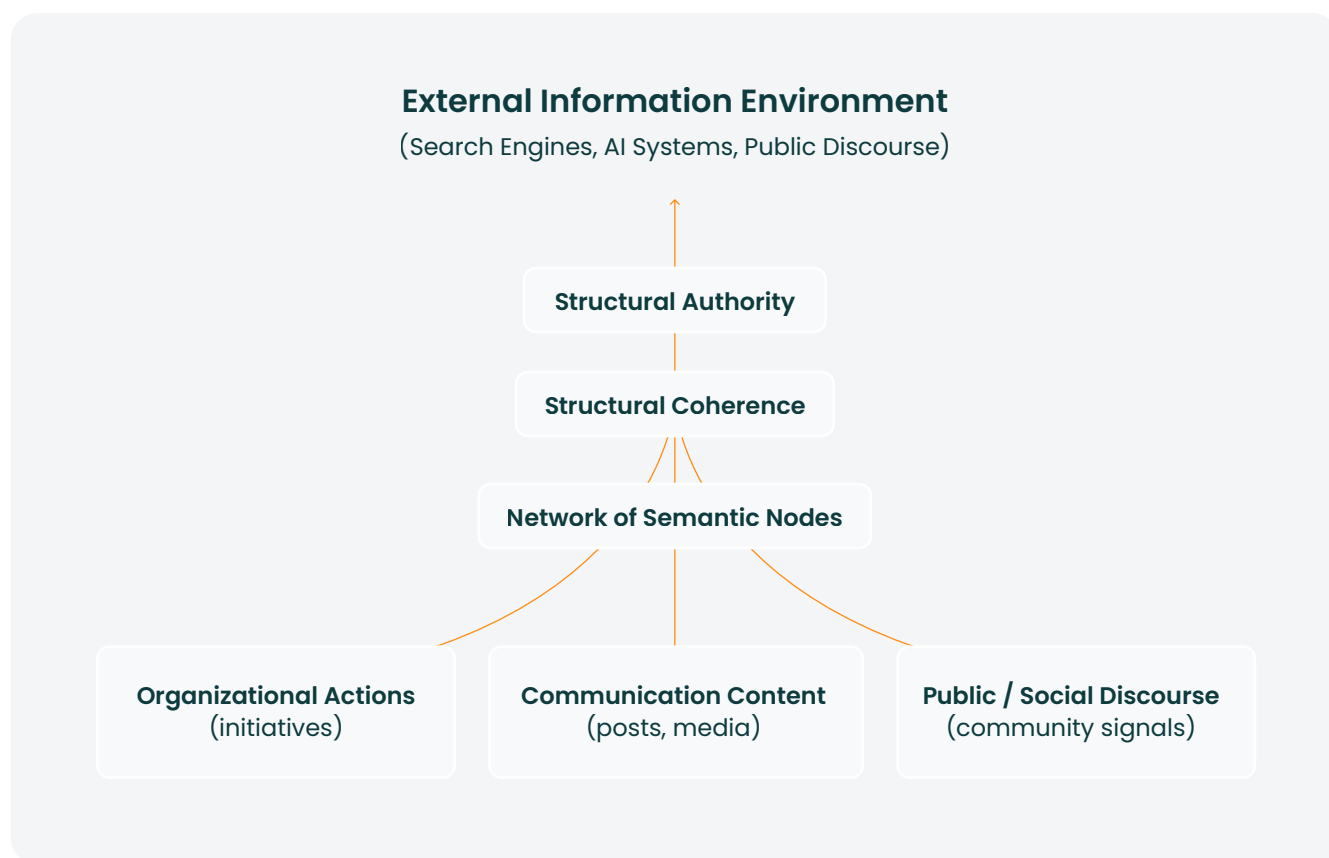 External Information Environment
(Search Engines, AI Systems, Public Discourse)
Structural Authority
Structural Coherence
Network of Semantic Nodes
Organizational Actions
(initiatives)
Communication Content
(posts, media)
Public / Social Discourse
(community signals)